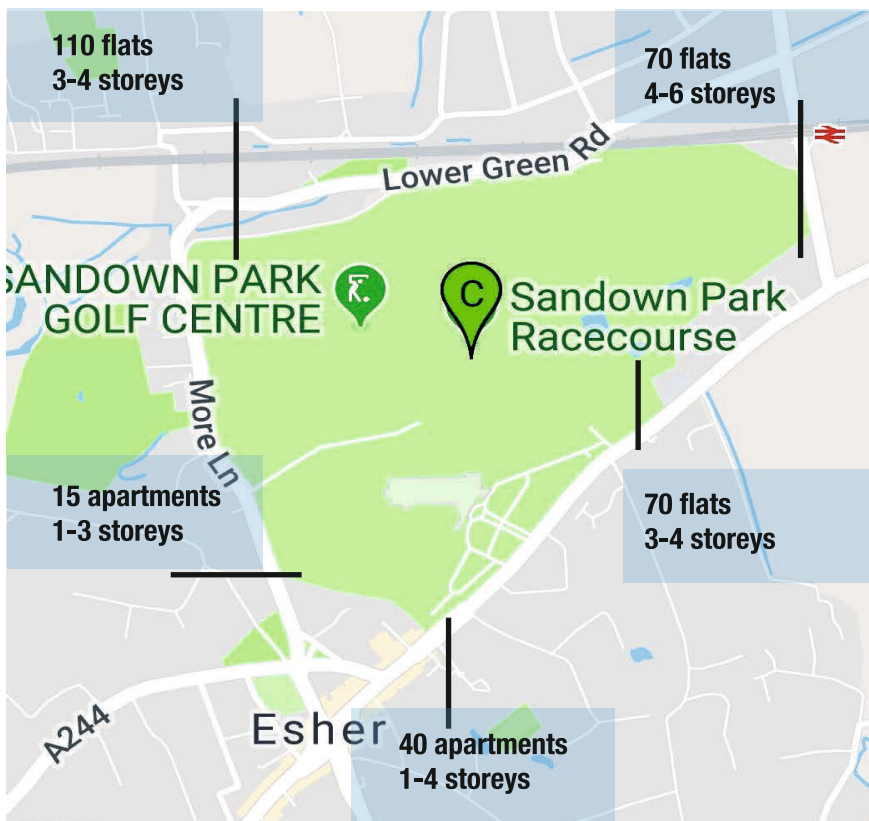 110 flats
3-4 storeys
70 flats
4-6 storeys
Lower Green Rd
SANDOWN PARK
GOLF CENTRE
C
Sandown Park
Racecourse
More Ln
15 apartments
1-3 storeys
70 flats
3-4 storeys
A244
Esher
40 apartments
1-4 storeys